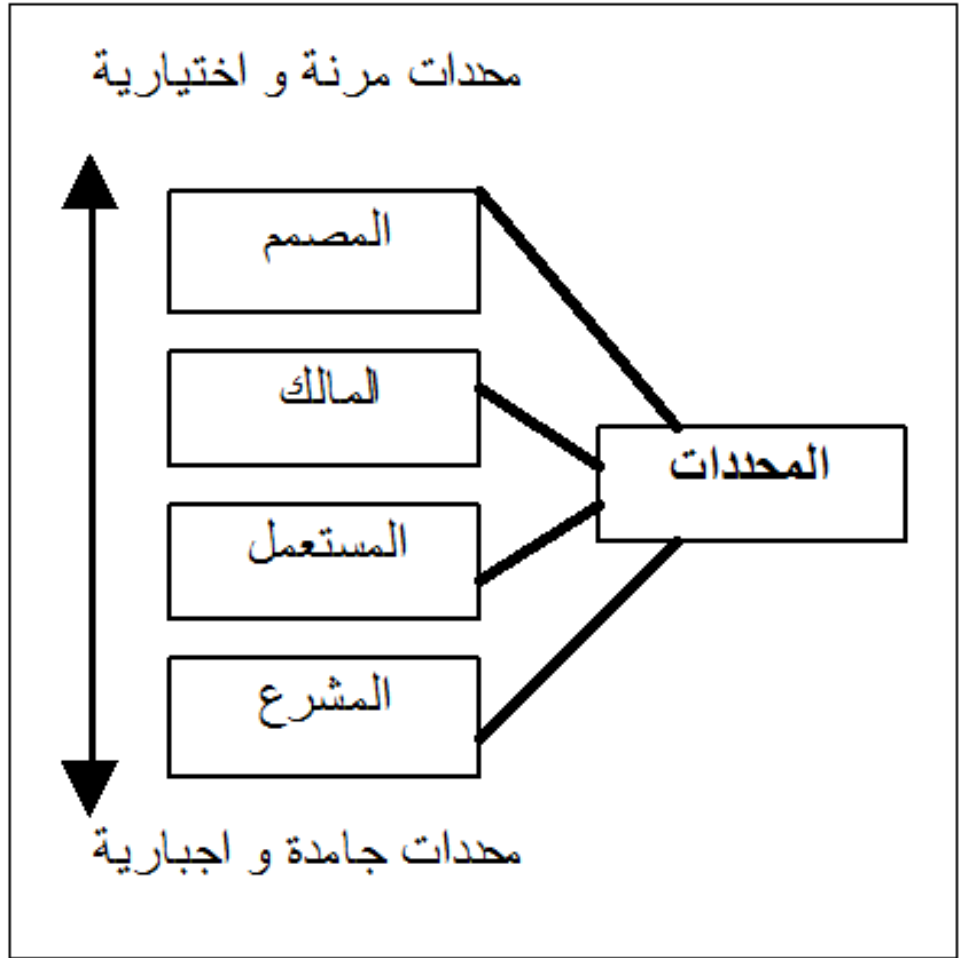 محددات مرنة و اختيارية
المصمم
المالك
المحددات
المستعمل
المشرع
محددات جامدة و اجبارية